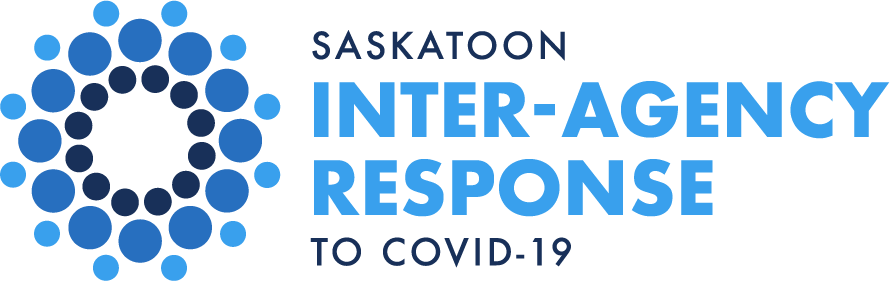 SASKATOON
INTER-AGENCY
RESPONSE
TO COVID-19